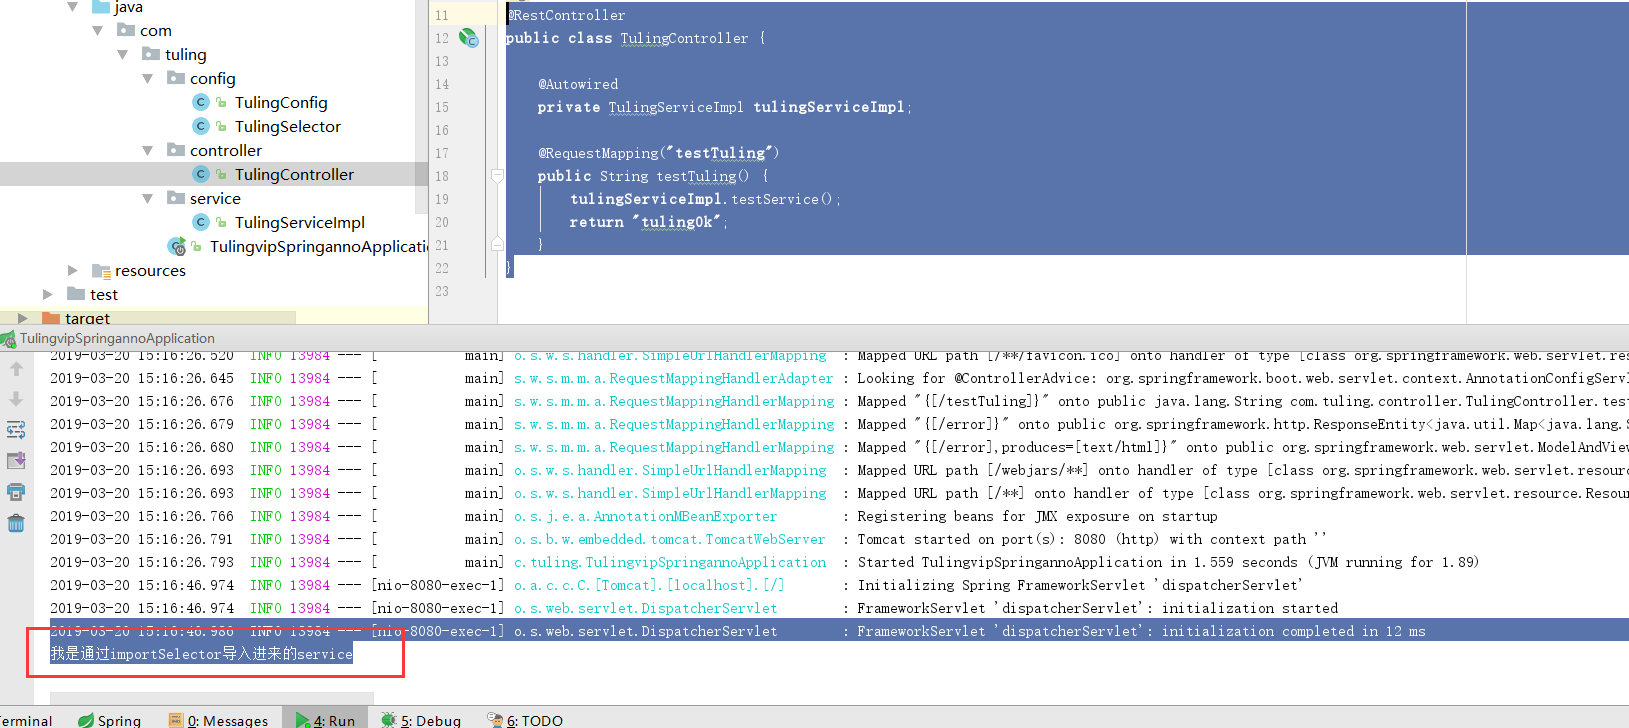 java
com
tuling
config
TulingConfig
TulingSelector
controller
TulingController
service
TulingServiceImpl
TulingvipSpringannoApplicatio
resources
test
target
11 @RestController
12 public class TulingController {
13
14 @Autowired
15 private TulingServiceImpl tulingServiceImpl;
16
17 @RequestMapping("testTuling")
18 public String testTuling() {
19 tulingServiceImpl.testService();
20 return "tulingOk";
21 }
22 }
23
TulingvipSpringannoApplication
2019-03-20 15:16:26.520 INFO 13984 --- [ main] o.s.w.s.handler.SimpleUrlHandlerMapping : Mapped URL path [/**/favicon.ico] onto handler of type [class org.springframework.web.servlet.res
2019-03-20 15:16:26.645 INFO 13984 --- [ main] s.w.s.m.m.a.RequestMappingHandlerAdapter : Looking for @ControllerAdvice: org.springframework.boot.web.servlet.context.AnnotationConfigServl
2019-03-20 15:16:26.676 INFO 13984 --- [ main] s.w.s.m.m.a.RequestMappingHandlerMapping : Mapped "{[/testTuling]}" onto public java.lang.String com.tuling.controller.TulingController.tes
2019-03-20 15:16:26.679 INFO 13984 --- [ main] s.w.s.m.m.a.RequestMappingHandlerMapping : Mapped "{[/error]}" onto public org.springframework.http.ResponseEntity<java.util.Map<java.lang.S
2019-03-20 15:16:26.680 INFO 13984 --- [ main] s.w.s.m.m.a.RequestMappingHandlerMapping : Mapped "{[/error],produces=[text/html]}" onto public org.springframework.web.servlet.ModelAndView
2019-03-20 15:16:26.693 INFO 13984 --- [ main] o.s.w.s.handler.SimpleUrlHandlerMapping : Mapped URL path [/webjars/**] onto handler of type [class org.springframework.web.servlet.resourc
2019-03-20 15:16:26.693 INFO 13984 --- [ main] o.s.w.s.handler.SimpleUrlHandlerMapping : Mapped URL path [/**] onto handler of type [class org.springframework.web.servlet.resource.Resou
2019-03-20 15:16:26.766 INFO 13984 --- [ main] o.s.j.e.a.AnnotationMBeanExporter : Registering beans for JMX exposure on startup
2019-03-20 15:16:26.791 INFO 13984 --- [ main] o.s.b.w.embedded.tomcat.TomcatWebServer : Tomcat started on port(s): 8080 (http) with context path ''
2019-03-20 15:16:26.793 INFO 13984 --- [ main] c.tuling.TulingvipSpringannoApplication : Started TulingvipSpringannoApplication in 1.559 seconds (JVM running for 1.89)
2019-03-20 15:16:46.974 INFO 13984 --- [nio-8080-exec-1] o.a.c.c.C.[Tomcat].[localhost].[/] : Initializing Spring FrameworkServlet 'dispatcherServlet'
2019-03-20 15:16:46.974 INFO 13984 --- [nio-8080-exec-1] o.s.web.servlet.DispatcherServlet : FrameworkServlet 'dispatcherServlet': initialization started
2019-03-20 15:16:46.986 INFO 13984 --- [nio-8080-exec-1] o.s.web.servlet.DispatcherServlet : FrameworkServlet 'dispatcherServlet': initialization completed in 12 ms
我是通过importSelector导入进来的service
erminal Spring 0: Messages 4: Run 5: Debug 6: TODO